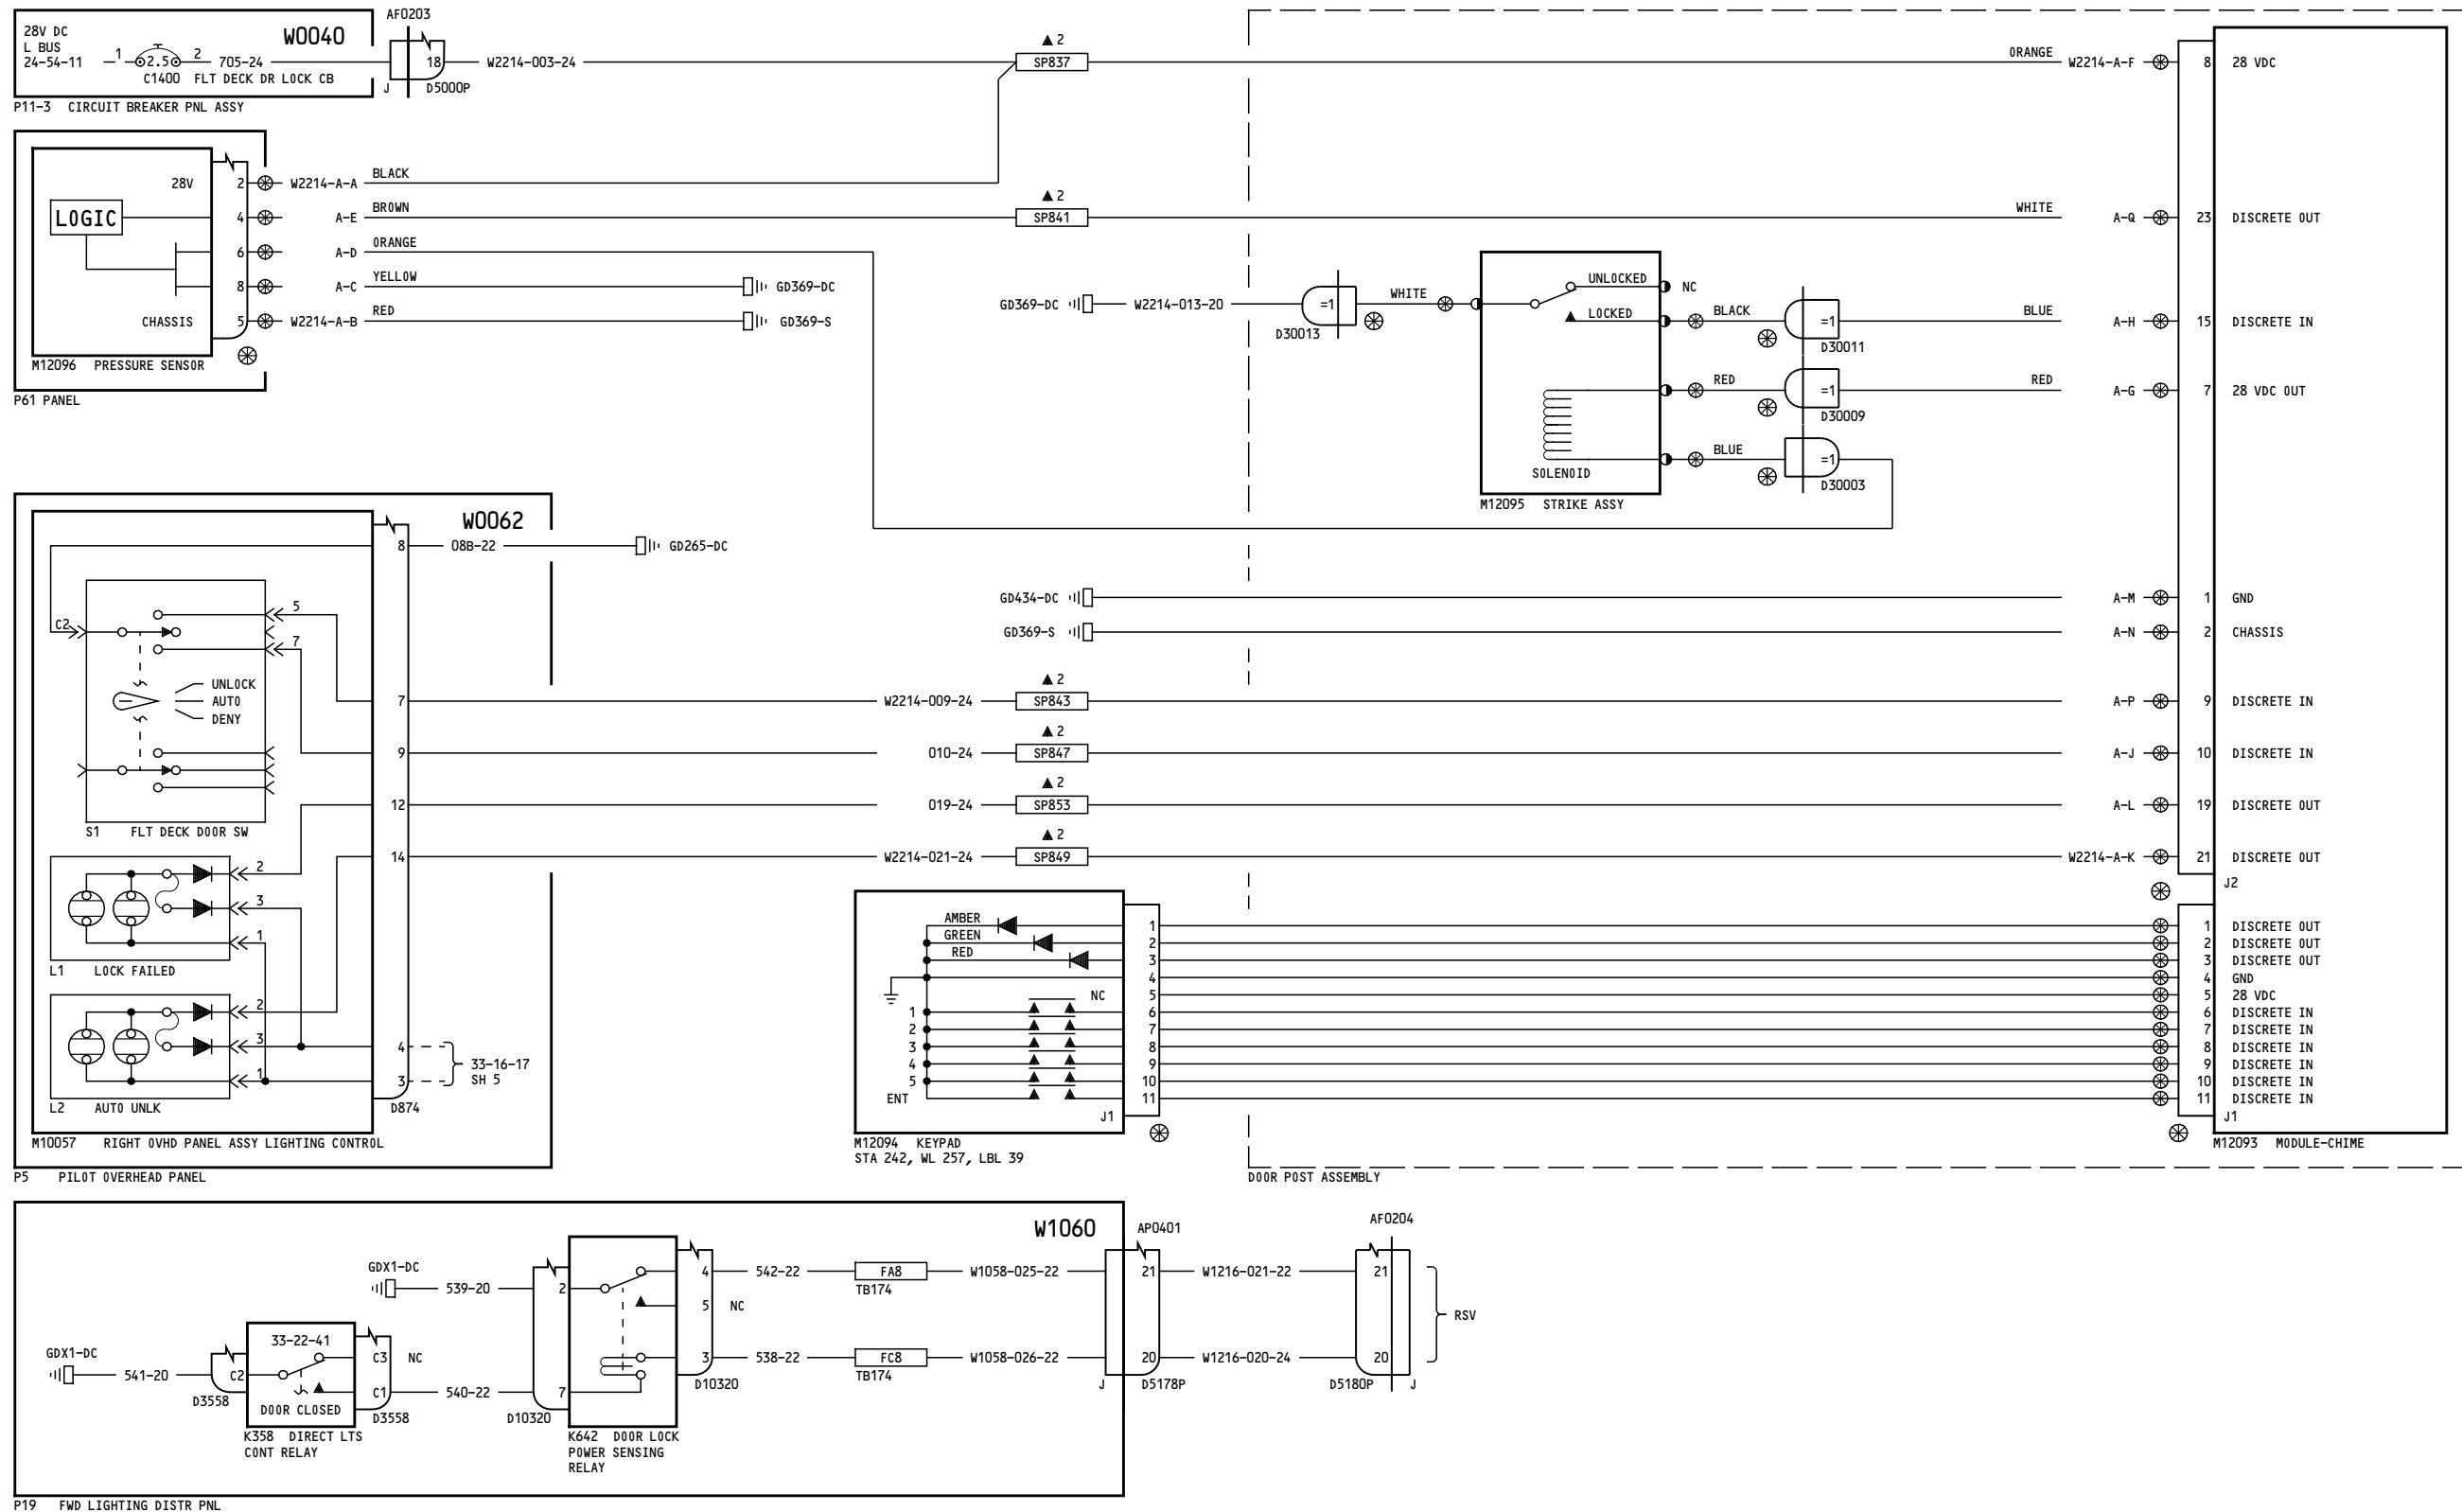 28V DC
L BUS
24-54-11
1
2.5
2
705-24
C1400 FLT DECK DR LOCK CB
W0040
P11-3 CIRCUIT BREAKER PNL ASSY
AF0203
18
J
D5000P
W2214-003-24
▲ 2
SP837
ORANGE
W2214-A-F
8
28 VDC
LOGIC
28V
2
W2214-A-A
BLACK
4
A-E
BROWN
▲ 2
SP841
WHITE
A-Q
23
DISCRETE OUT
6
A-D
ORANGE
8
A-C
YELLOW
GD369-DC
CHASSIS
5
W2214-A-B
RED
GD369-S
M12096 PRESSURE SENSOR
P61 PANEL
GD369-DC
W2214-013-20
=1
D30013
WHITE
UNLOCKED
NC
LOCKED
BLACK
=1
D30011
BLUE
A-H
15
DISCRETE IN
RED
=1
D30009
RED
A-G
7
28 VDC OUT
BLUE
=1
D30003
SOLENOID
M12095 STRIKE ASSY
W0062
8
08B-22
GD265-DC
C2
5
7
UNLOCK
AUTO
DENY
S1 FLT DECK DOOR SW
GD434-DC
A-M
1
GND
GD369-S
A-N
2
CHASSIS
7
W2214-009-24
▲ 2
SP843
A-P
9
DISCRETE IN
9
010-24
▲ 2
SP847
A-J
10
DISCRETE IN
12
019-24
▲ 2
SP853
A-L
19
DISCRETE OUT
14
W2214-021-24
▲ 2
SP849
W2214-A-K
21
DISCRETE OUT
J2
2
3
1
L1 LOCK FAILED
2
3
1
L2 AUTO UNLK
4
3
33-16-17
SH 5
D874
M10057 RIGHT OVHD PANEL ASSY LIGHTING CONTROL
P5 PILOT OVERHEAD PANEL
AMBER
GREEN
RED
NC
1
2
3
4
5
ENT
1
2
3
4
5
6
7
8
9
10
11
J1
M12094 KEYPAD
STA 242, WL 257, LBL 39
DOOR POST ASSEMBLY
1 DISCRETE OUT
2 DISCRETE OUT
3 DISCRETE OUT
4 GND
5 28 VDC
6 DISCRETE IN
7 DISCRETE IN
8 DISCRETE IN
9 DISCRETE IN
10 DISCRETE IN
11 DISCRETE IN
J1
M12093 MODULE-CHIME
W1060
GDX1-DC
541-20
C2
D3558
33-22-41
DOOR CLOSED
C3
NC
C1
D3558
K358 DIRECT LTS
CONT RELAY
GDX1-DC
539-20
540-22
2
7
D10320
4
5
NC
3
D10320
K642 DOOR LOCK
POWER SENSING
RELAY
542-22
FA8
TB174
W1058-025-22
538-22
FC8
TB174
W1058-026-22
AP0401
21
20
J
D5178P
W1216-021-22
W1216-020-24
AF0204
21
20
D5180P
J
RSV
P19 FWD LIGHTING DISTR PNL